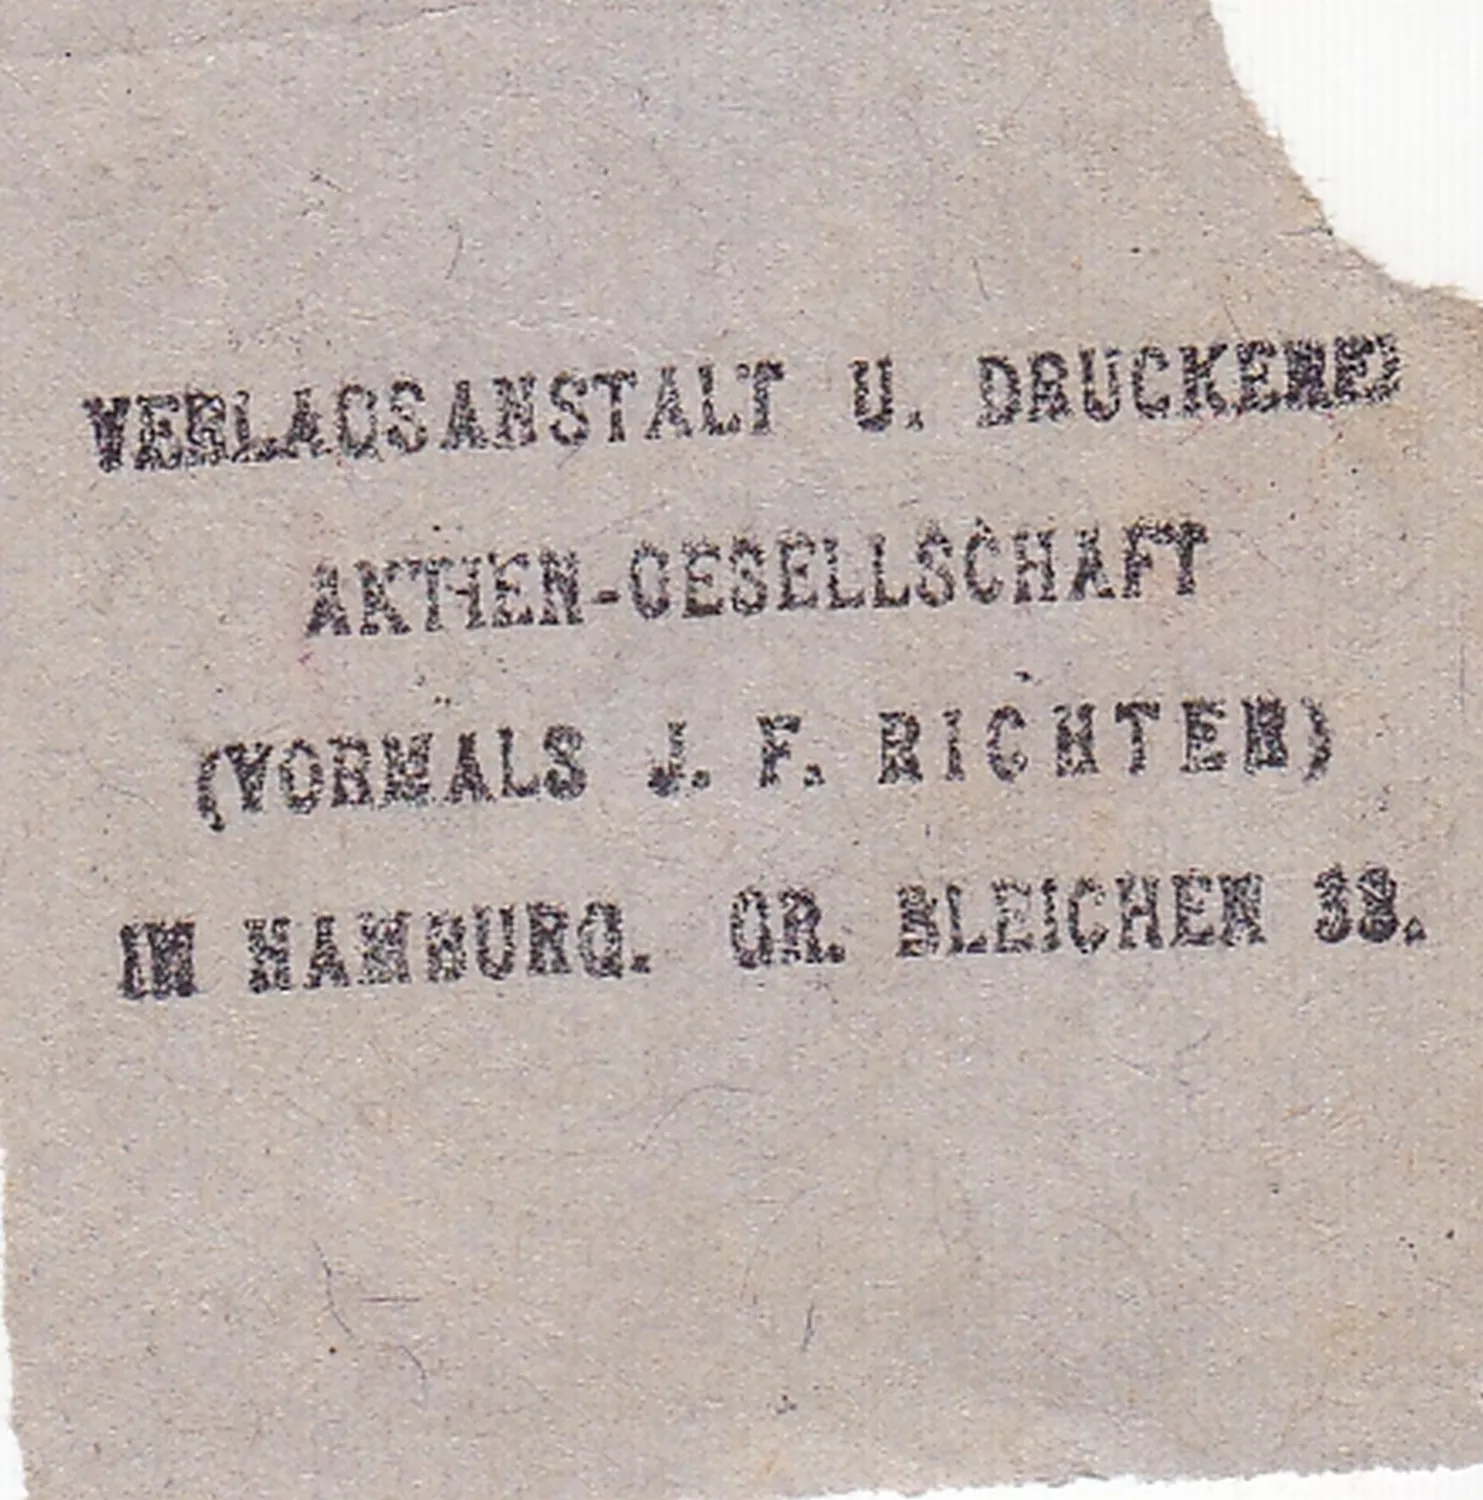 VERLAGSANSTALT U. DRUCKEREI
AKTIEN-GESELLSCHAFT
(VORMALS J. F. RICHTER)
IN HAMBURG. GR. BLEICHEN 38.